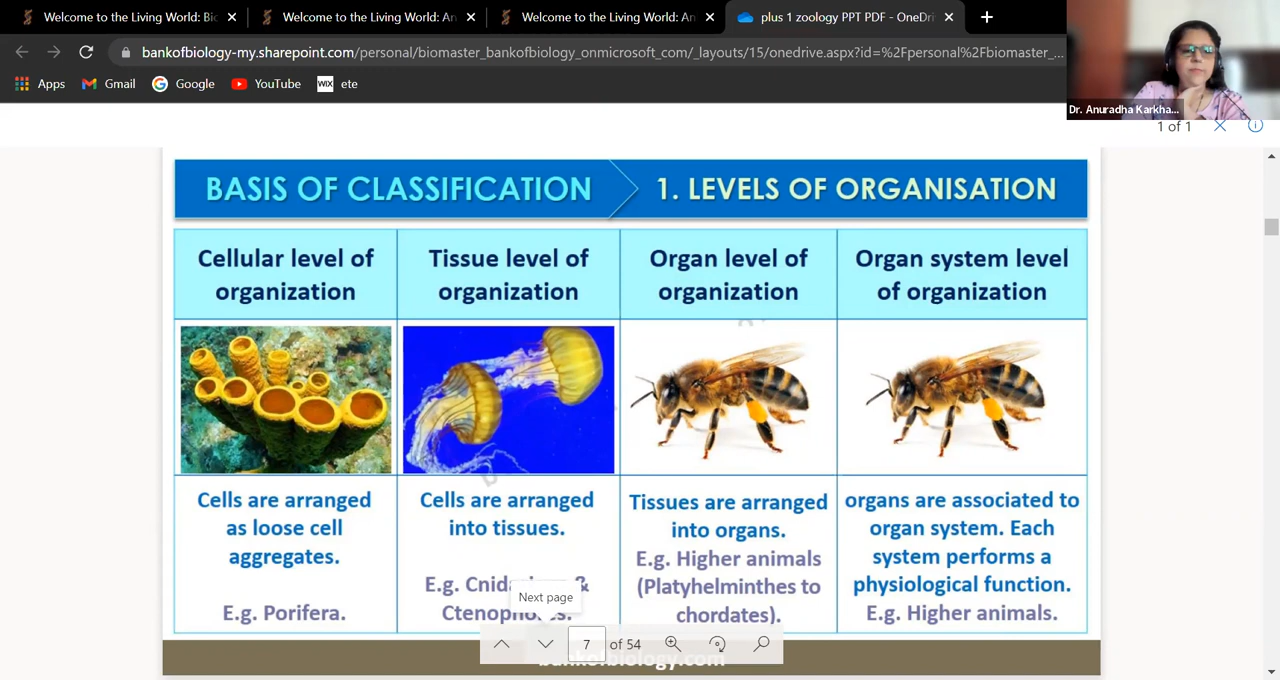 Welcome to the Living World: Bio
Welcome to the Living World: An
Welcome to the Living World: An
plus 1 zoology PPT PDF - OneDri
bankofbiology-my.sharepoint.com/personal/biomaster_bankofbiology_onmicrosoft_com/_layouts/15/onedrive.aspx?id=%2Fpersonal%2Fbiomaster_...
Apps
Gmail
Google
YouTube
WIX
ete
Dr. Anuradha Karkha...
1 of 1
BASIS OF CLASSIFICATION
1. LEVELS OF ORGANISATION
Cellular level of
organization
Tissue level of
organization
Organ level of
organization
Organ system level
of organization
Cells are arranged
as loose cell
aggregates.
E.g. Porifera.
Cells are arranged
into tissues.
E.g. &
Tissues are arranged
into organs.
E.g. Higher animals
(Platyhelminthes to
chordates).
organs are associated to
organ system. Each
system performs a
physiological function.
E.g. Higher animals.
Next page
7 of 54
bankofbiology.com